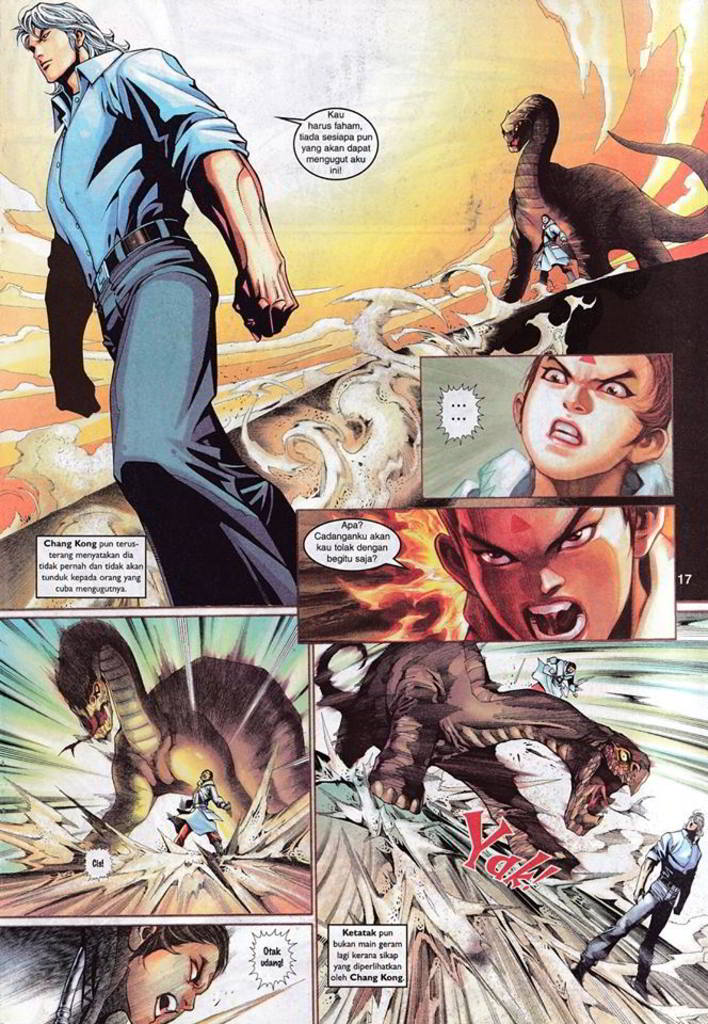 Kau
harus faham,
tiada sesiapa pun
yang akan dapat
mengugut aku
ini!
...
...
Chang Kong pun terus-
terang menyatakan dia
tidak pernah dan tidak
tunduk kepada orang yang
cuba mengugutnya.
Apa?
Cadanganku akan
kau tolak dengan
begitu saja?
17
Cis!
Yak!!
Otak
udang!
Ketatak pun
bukan main geram
lagi kerana sikap
yang diperlihatkan
oleh Chang Kong.